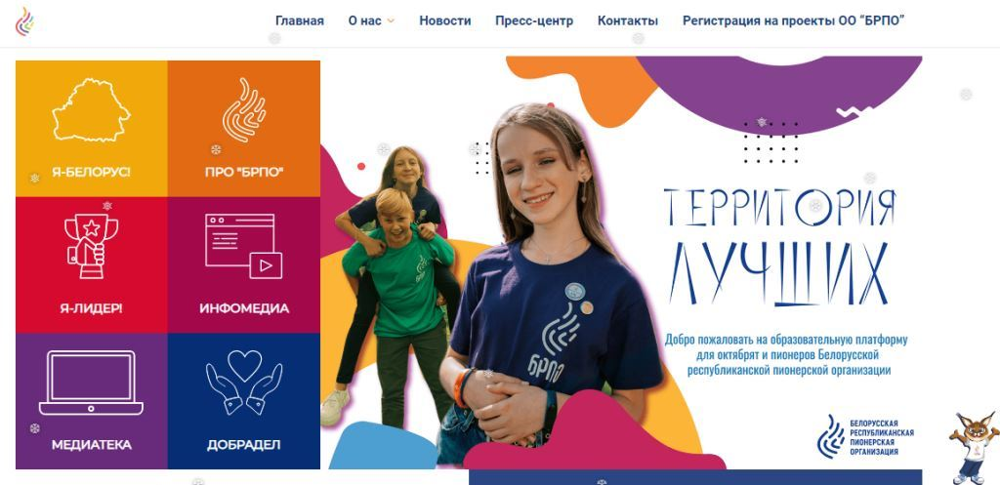 Главная
О нас
Новости
Пресс-центр
Контакты
Регистрация на проекты ОО “БРПО”
Я-БЕЛОРУС!
ПРО "БРПО"
Я-ЛИДЕР!
ИНФОМЕДИА
МЕДИАТЕКА
ДОБРАДЕЛ
БРПО
ТЕРРИТОРИЯ
ЛУЧШИХ
Добро пожаловать на образовательную платформу
для октябрят и пионеров Белорусской
республиканской пионерской организации
БЕЛОРУССКАЯ
РЕСПУБЛИКАНСКАЯ
ПИОНЕРСКАЯ
ОРГАНИЗАЦИЯ